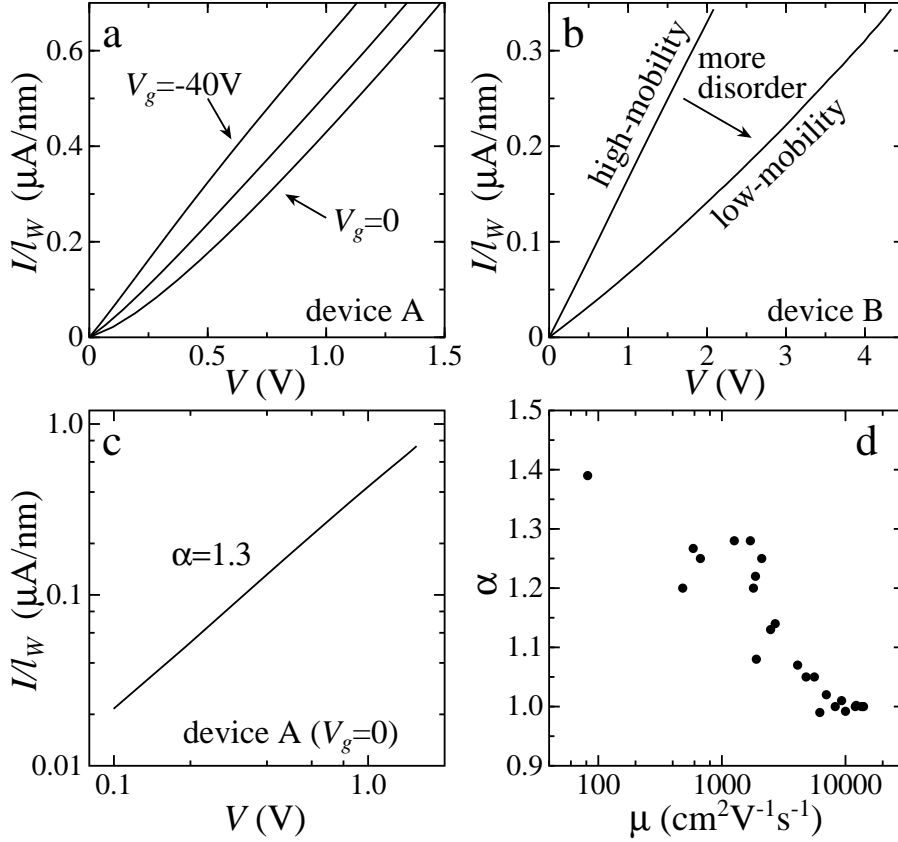 a
V_g=-40V
V_g=0
device A
0
0.2
0.4
0.6
0
0.5
1.0
1.5
I/l_W (μA/nm)
V (V)
b
high-mobility
more
disorder
low-mobility
device B
0
0.1
0.2
0.3
0
1
2
3
4
I/l_W (μA/nm)
V (V)
c
α=1.3
device A (V_g=0)
0.01
0.1
1.0
0.1
1.0
I/l_W (μA/nm)
V (V)
d
0.9
1.0
1.1
1.2
1.3
1.4
1.5
100
1000
10000
α
μ (cm²V⁻¹s⁻¹)